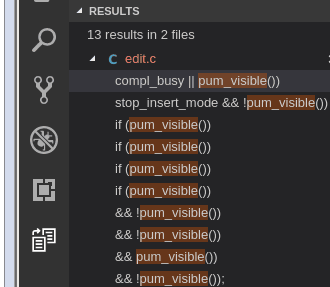 RESULTS
13 results in 2 files
C edit.c
compl_busy || pum_visible())
stop_insert_mode && !pum_visible())
if (pum_visible())
if (pum_visible())
if (pum_visible())
if (pum_visible())
&& !pum_visible())
&& !pum_visible())
&& pum_visible())
&& !pum_visible());